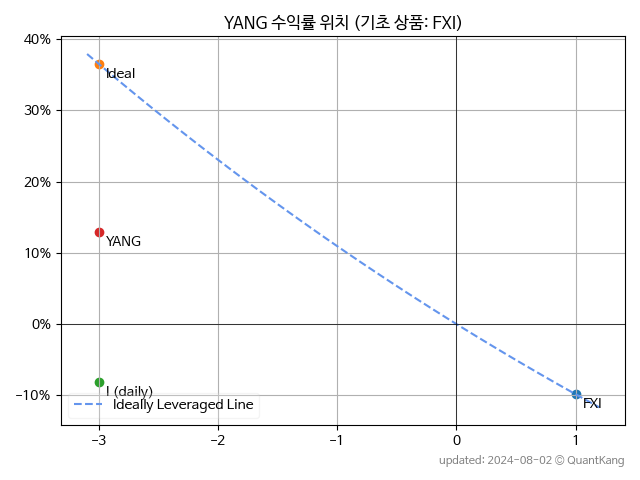 YANG 수익률 위치 (기초 상품: FXI)
40%
Ideal
30%
20%
YANG
10%
0%
I (daily)
-10%
Ideally Leveraged Line
FXI
-3
-2
-1
0
1
updated: 2024-08-02 © QuantKang